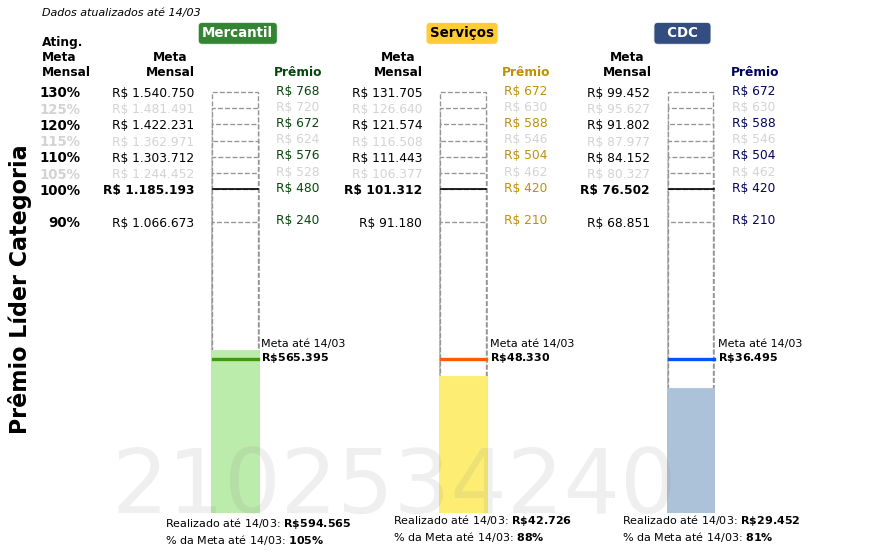 Dados atualizados até 14/03
Mercantil
Serviços
CDC
Ating.
Meta
Mensal
Meta
Mensal
Prêmio
Meta
Mensal
Prêmio
Meta
Mensal
Prêmio
130% R$ 1.540.750 R$ 768 R$ 131.705 R$ 672 R$ 99.452 R$ 672
125% R$ 1.481.491 R$ 720 R$ 126.640 R$ 630 R$ 95.627 R$ 630
120% R$ 1.422.231 R$ 672 R$ 121.574 R$ 588 R$ 91.802 R$ 588
115% R$ 1.362.971 R$ 624 R$ 116.508 R$ 546 R$ 87.977 R$ 546
110% R$ 1.303.712 R$ 576 R$ 111.443 R$ 504 R$ 84.152 R$ 504
105% R$ 1.244.452 R$ 528 R$ 106.377 R$ 462 R$ 80.327 R$ 462
100% R$ 1.185.193 R$ 480 R$ 101.312 R$ 420 R$ 76.502 R$ 420
90% R$ 1.066.673 R$ 240 R$ 91.180 R$ 210 R$ 68.851 R$ 210
Prêmio Líder Categoria
Meta até 14/03
R$565.395
Meta até 14/03
R$48.330
Meta até 14/03
R$36.495
2102534240
Realizado até 14/03: R$594.565
% da Meta até 14/03: 105%
Realizado até 14/03: R$42.726
% da Meta até 14/03: 88%
Realizado até 14/03: R$29.452
% da Meta até 14/03: 81%